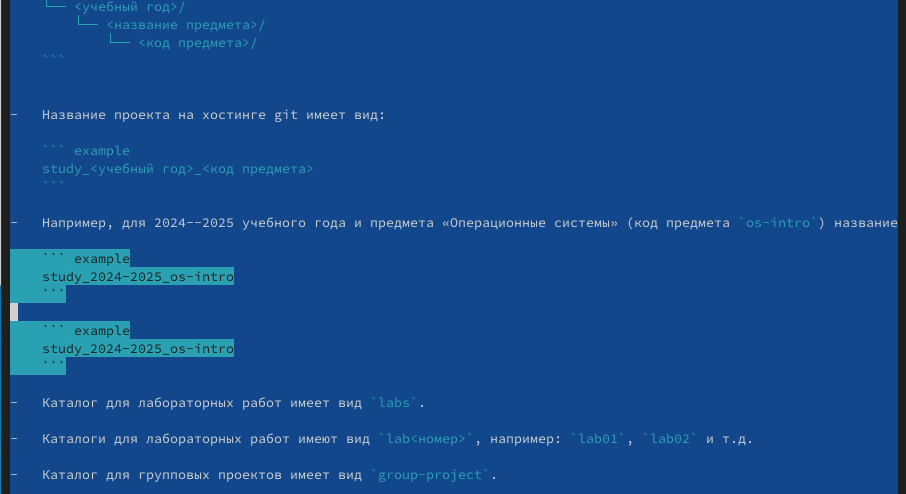 └── <учебный год>/
└── <название предмета>/
└── <код предмета>/
```
- Название проекта на хостинге git имеет вид:
``` example
study_<учебный год>_<код предмета>
```
- Например, для 2024--2025 учебного года и предмета «Операционные системы» (код предмета `os-intro`) название
``` example
study_2024-2025_os-intro
```
``` example
study_2024-2025_os-intro
```
- Каталог для лабораторных работ имеет вид `labs`.
- Каталоги для лабораторных работ имеют вид `lab<номер>`, например: `lab01`, `lab02` и т.д.
- Каталог для групповых проектов имеет вид `group-project`.